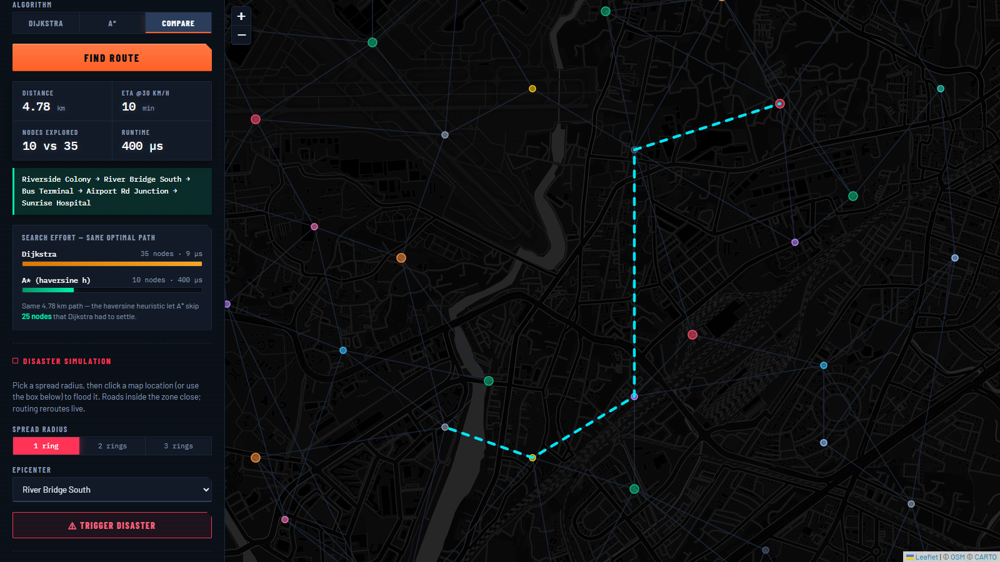 ALGORITHM
DIJKSTRA
A*
COMPARE
FIND ROUTE
DISTANCE
4.78 km
ETA @30 KM/H
10 min
NODES EXPLORED
10 vs 35
RUNTIME
400 µs
Riverside Colony → River Bridge South →
Bus Terminal → Airport Rd Junction →
Sunrise Hospital
SEARCH EFFORT — SAME OPTIMAL PATH
Dijkstra
35 nodes · 9 µs
A* (haversine h)
10 nodes · 400 µs
Same 4.78 km path — the haversine heuristic let A* skip
25 nodes that Dijkstra had to settle.
DISASTER SIMULATION
Pick a spread radius, then click a map location (or use
the box below) to flood it. Roads inside the zone close;
routing reroutes live.
SPREAD RADIUS
1 ring
2 rings
3 rings
EPICENTER
River Bridge South
⚠ TRIGGER DISASTER
+
−
Leaflet | © OSM © CARTO